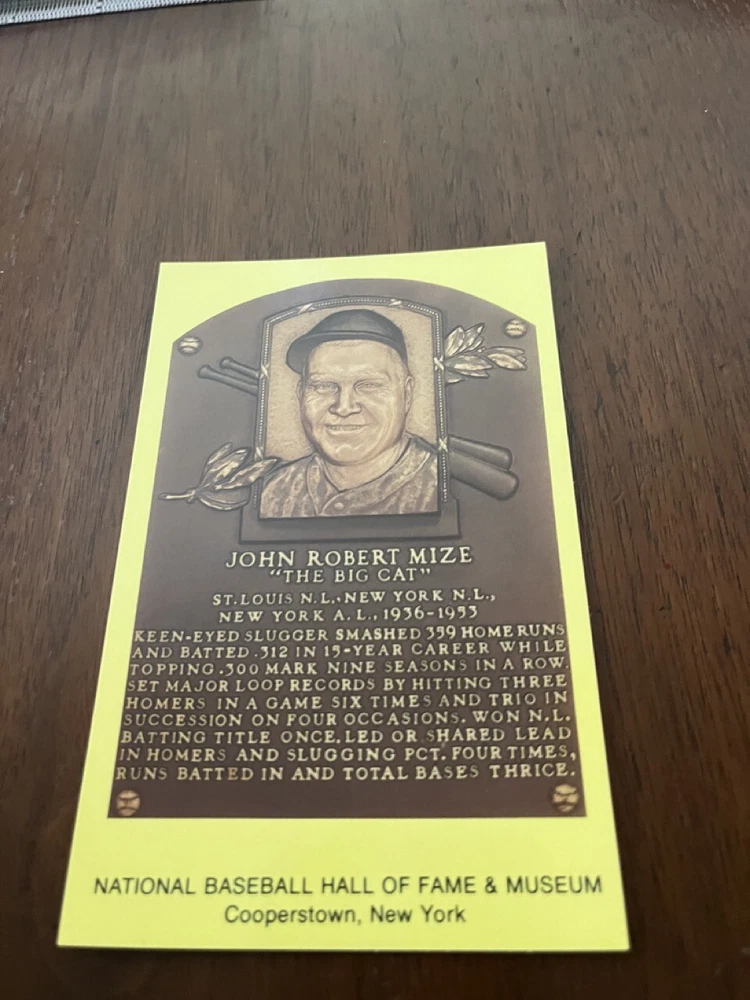 JOHN ROBERT MIZE
"THE BIG CAT"
ST. LOUIS N.L., NEW YORK N.L.,
NEW YORK A.L., 1936-1953
KEEN-EYED SLUGGER SMASHED 359 HOME RUNS
AND BATTED .312 IN 15-YEAR CAREER WHILE
TOPPING .300 MARK NINE SEASONS IN A ROW.
SET MAJOR LOOP RECORDS BY HITTING THREE
HOMERS IN A GAME SIX TIMES AND TRIO IN
SUCCESSION ON FOUR OCCASIONS. WON N.L.
BATTING TITLE ONCE. LED OR SHARED LEAD
IN HOMERS AND SLUGGING PCT. FOUR TIMES,
RUNS BATTED IN AND TOTAL BASES THRICE.
NATIONAL BASEBALL HALL OF FAME & MUSEUM
Cooperstown, New York